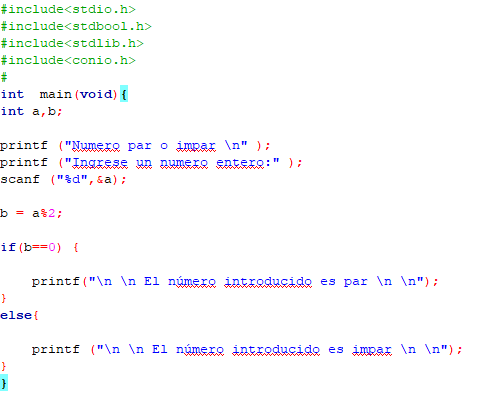 #include<stdio.h>
#include<stdbool.h>
#include<stdlib.h>
#include<conio.h>
#
int  main(void){
int a,b;
printf ("Numero par o impar \n" );
printf ("Ingrese un numero entero:" );
scanf ("%d",&a);
b = a%2;
if(b==0) {
    printf("\n \n El número introducido es par \n \n");
}
else{
    printf ("\n \n El número introducido es impar \n \n");
}
}